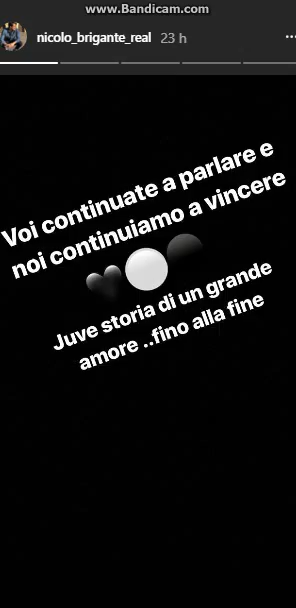 www.Bandicam.com
nicolo_brigante_real 23 h
Voi continuate a parlare e
noi continuiamo a vincere
Juve storia di un grande
amore ..fino alla fine